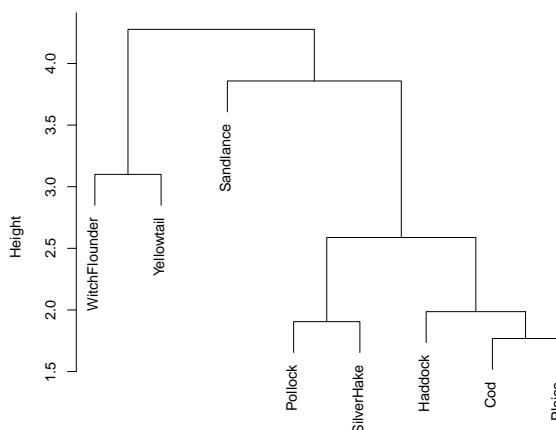 Height
4.0
3.5
3.0
2.5
2.0
1.5
WitchFlounder
Yellowtail
Sandlance
Pollock
SilverHake
Haddock
Cod
Plaice